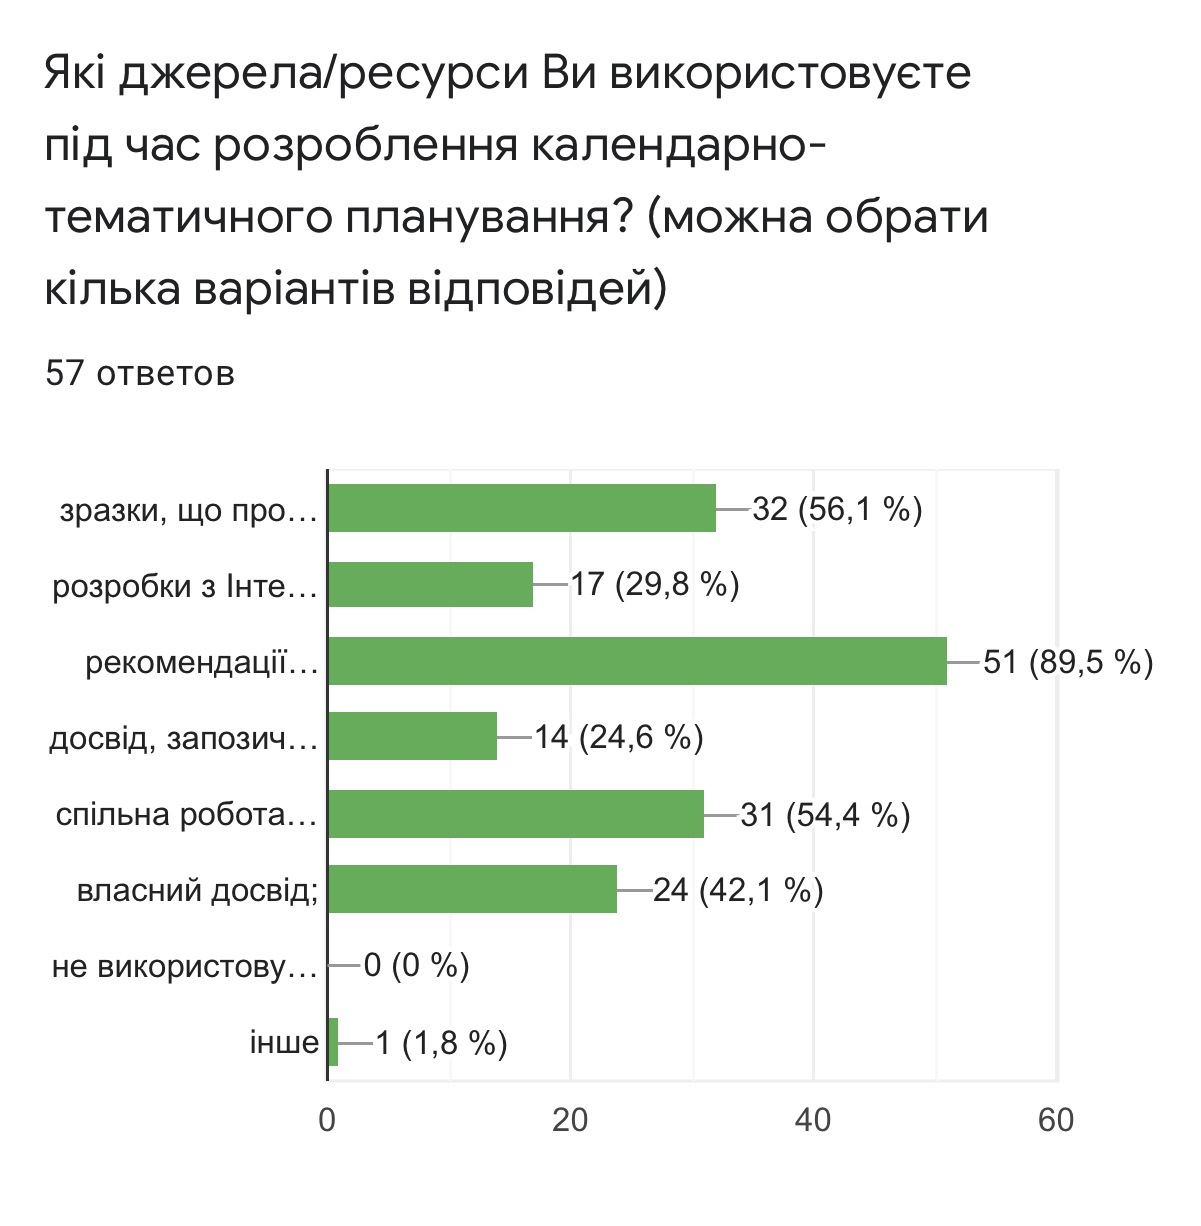 Які джерела/ресурси Ви використовуєте
під час розроблення календарно-
тематичного планування? (можна обрати
кілька варіантів відповідей)
57 ответов
зразки, що про…
32 (56,1 %)
розробки з Інте…
17 (29,8 %)
рекомендації…
51 (89,5 %)
досвід, запозич…
14 (24,6 %)
спільна робота…
31 (54,4 %)
власний досвід;
24 (42,1 %)
не використову…
0 (0 %)
інше
1 (1,8 %)
0 20 40 60